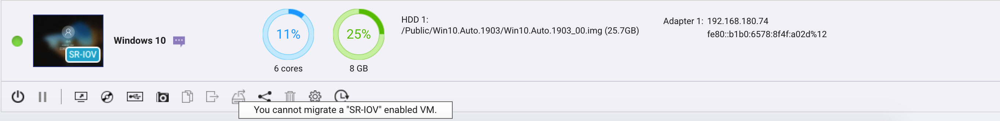 Windows 10
qvs
SR-IOV
11%
6 cores
25%
8 GB
HDD 1:
/Public/Win10.Auto.1903/Win10.Auto.1903_00.img (25.7GB)
Adapter 1: 192.168.180.74
fe80::b1b0:6578:8f4f:a02d%12
You cannot migrate a "SR-IOV" enabled VM.